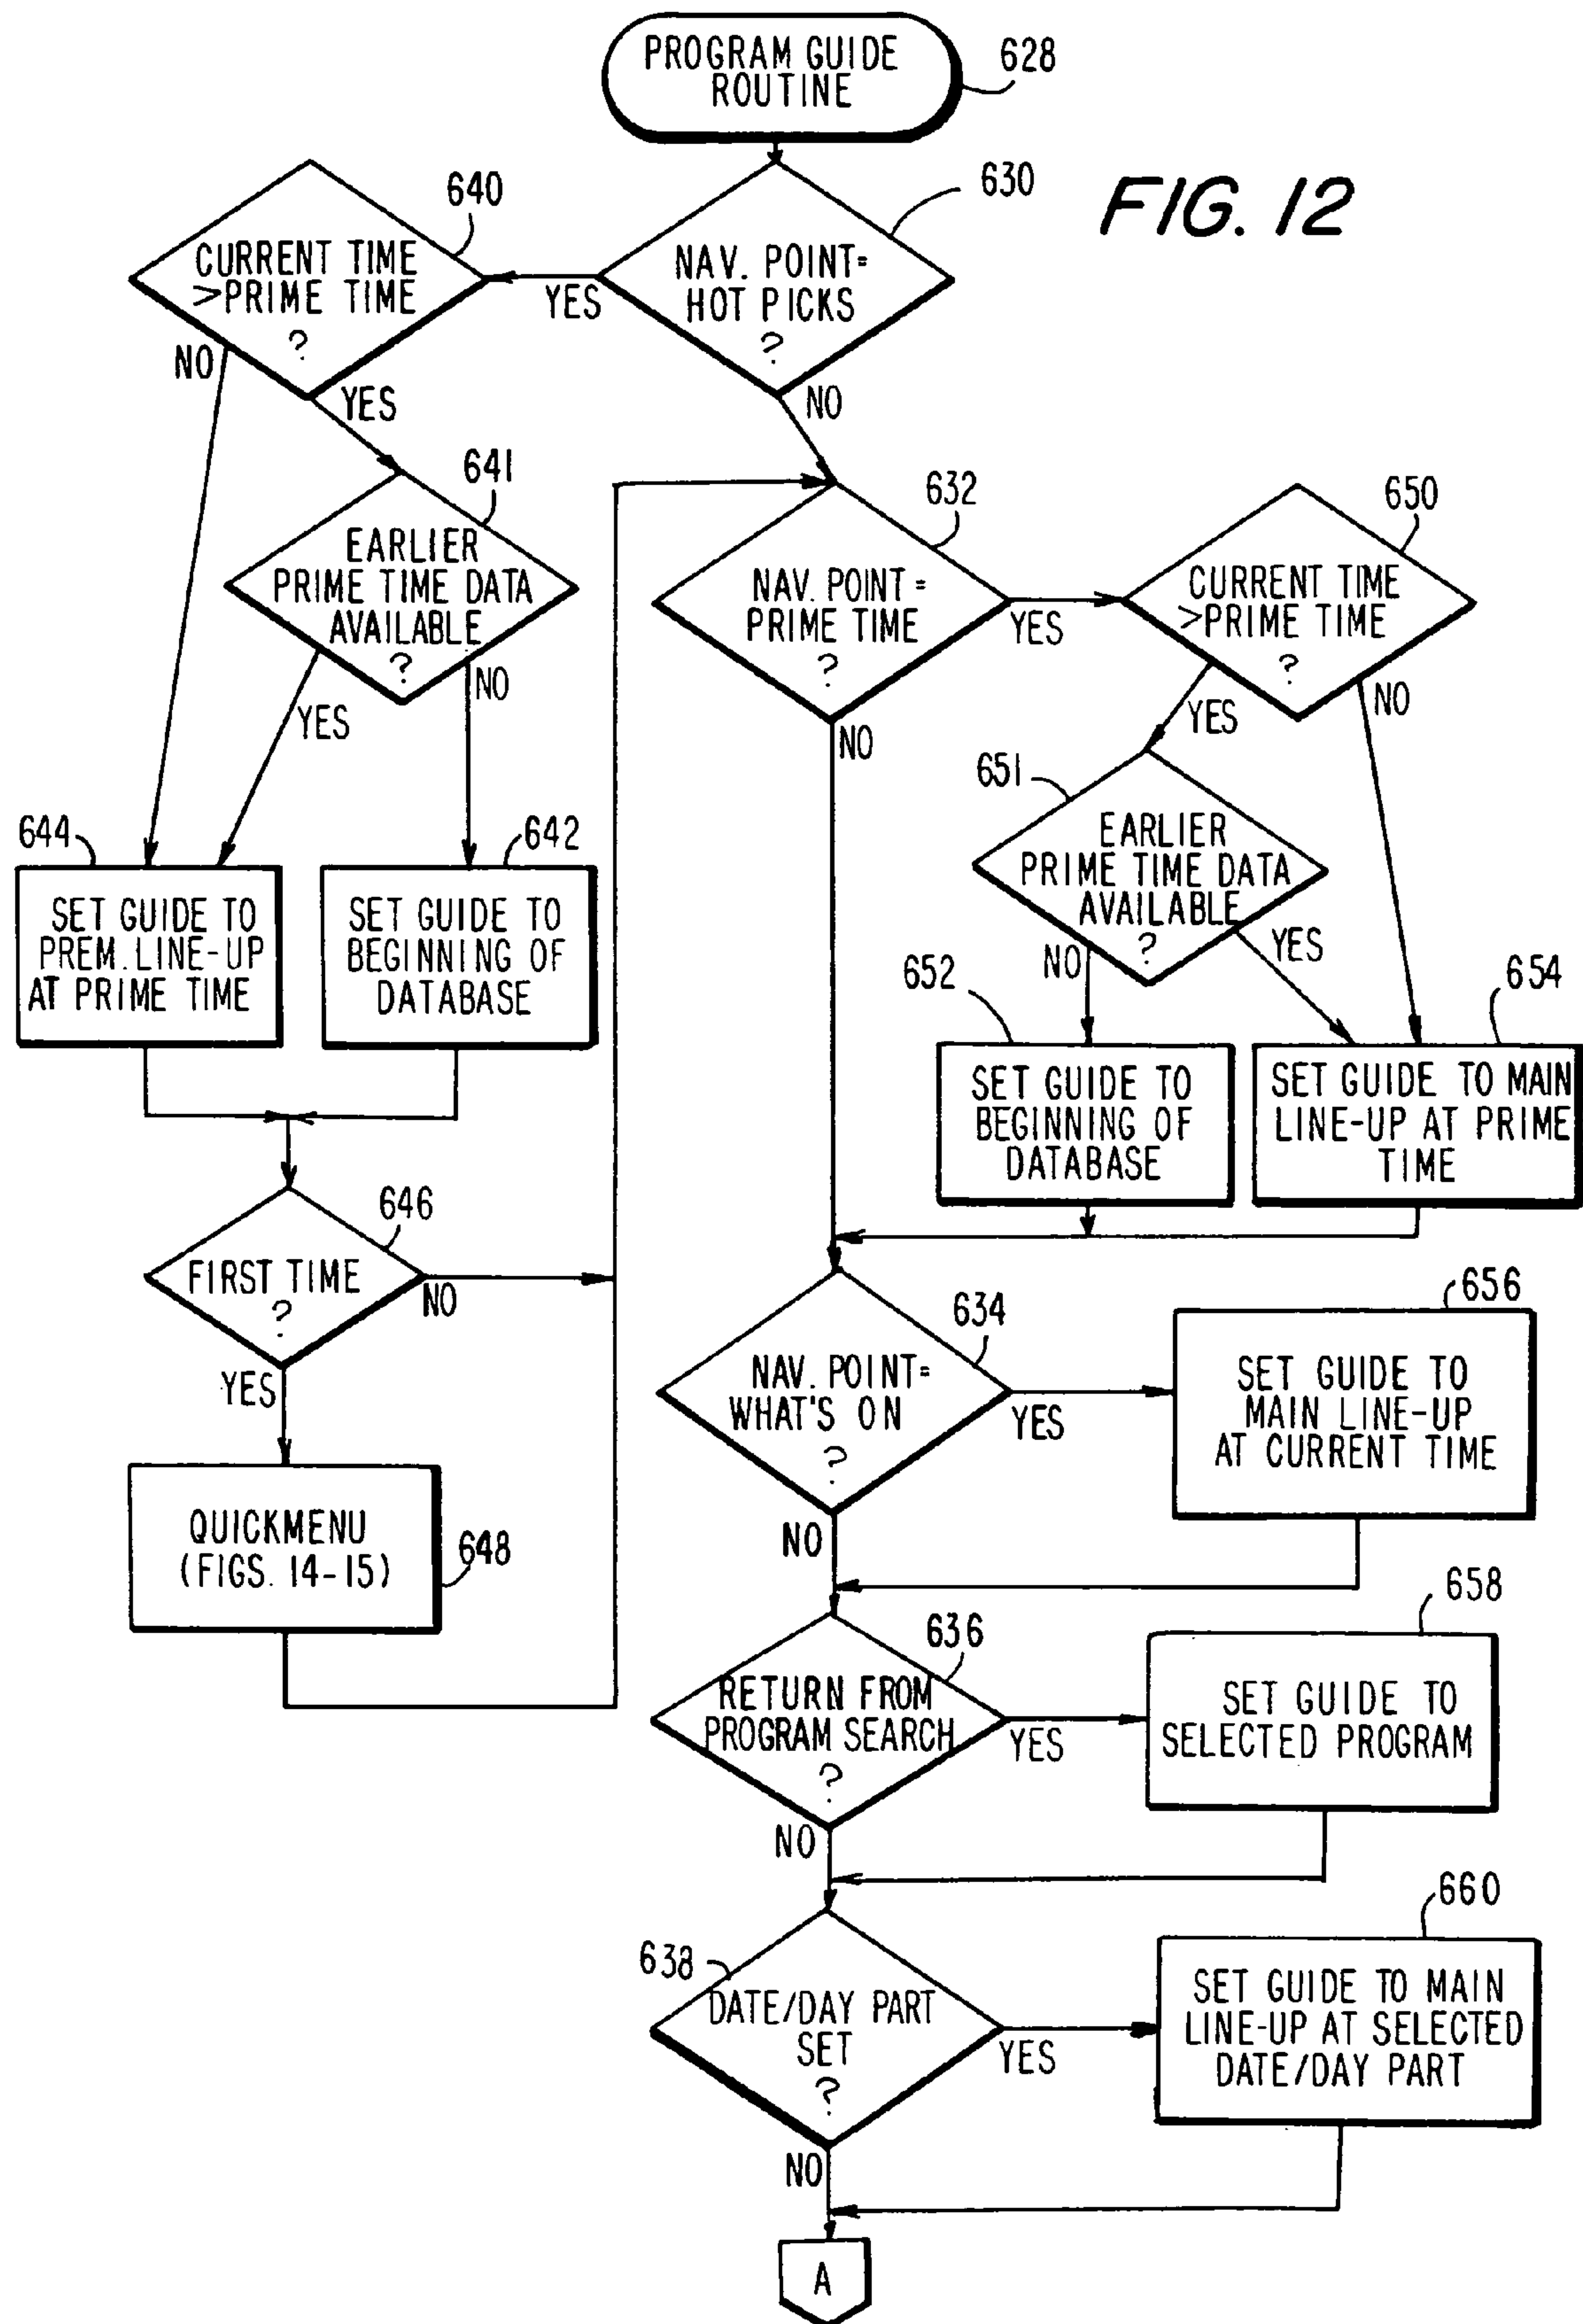 PROGRAM GUIDE
ROUTINE
628
FIG. 12
630
NAV. POINT=
HOT PICKS
?
YES
NO
640
CURRENT TIME
>PRIME TIME
?
NO
YES
641
EARLIER
PRIME TIME DATA
AVAILABLE
?
YES
NO
644
SET GUIDE TO
PREM. LINE-UP
AT PRIME TIME
642
SET GUIDE TO
BEGINNING OF
DATABASE
646
FIRST TIME
?
NO
YES
QUICKMENU
(FIGS. 14-15)
648
632
NAV. POINT =
PRIME TIME
?
YES
NO
650
CURRENT TIME
>PRIME TIME
?
YES
NO
651
EARLIER
PRIME TIME DATA
AVAILABLE
?
NO
YES
652
SET GUIDE TO
BEGINNING OF
DATABASE
654
SET GUIDE TO MAIN
LINE-UP AT PRIME
TIME
634
NAV. POINT=
WHAT'S ON
?
YES
NO
656
SET GUIDE TO
MAIN LINE-UP
AT CURRENT TIME
636
RETURN FROM
PROGRAM SEARCH
?
YES
NO
658
SET GUIDE TO
SELECTED PROGRAM
638
DATE/DAY PART
SET
?
YES
NO
660
SET GUIDE TO MAIN
LINE-UP AT SELECTED
DATE/DAY PART
A